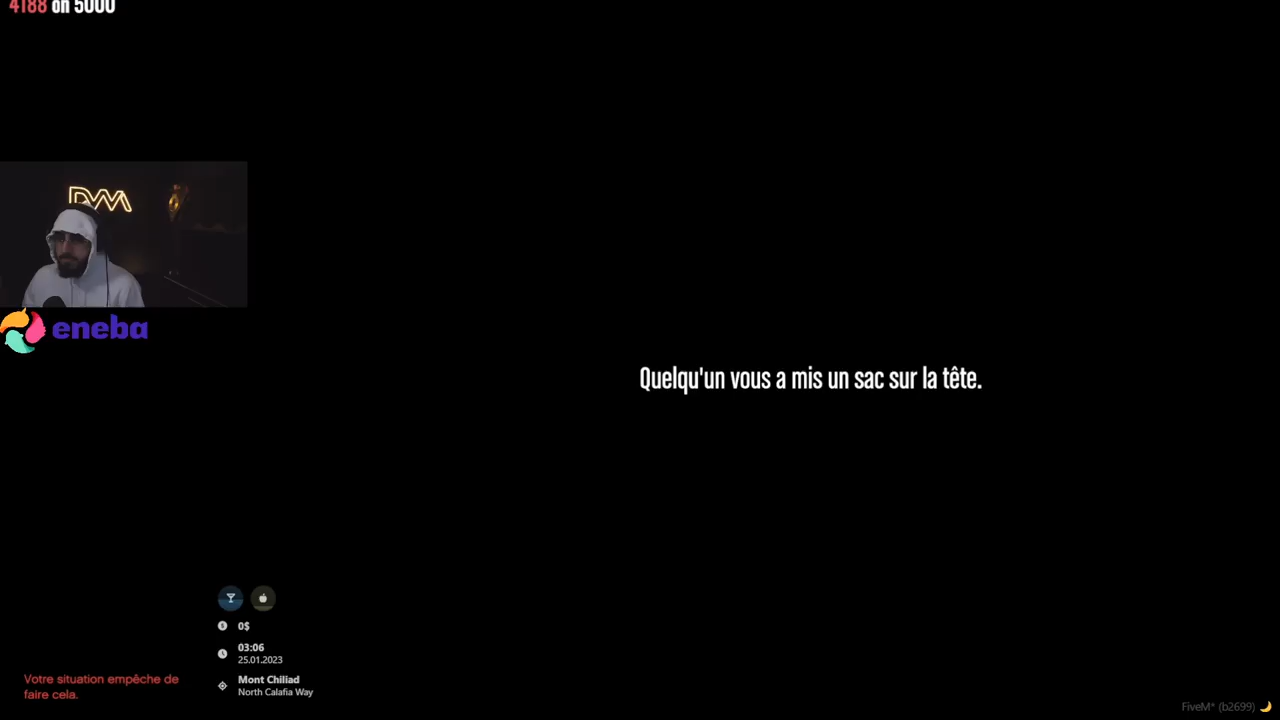 4188 on 5000
DVM
eneba
Quelqu'un vous a mis un sac sur la tête.
0$
03:06
25.01.2023
Mont Chiliad
North Calafia Way
Votre situation empêche de
faire cela.
FiveM* (b2699)